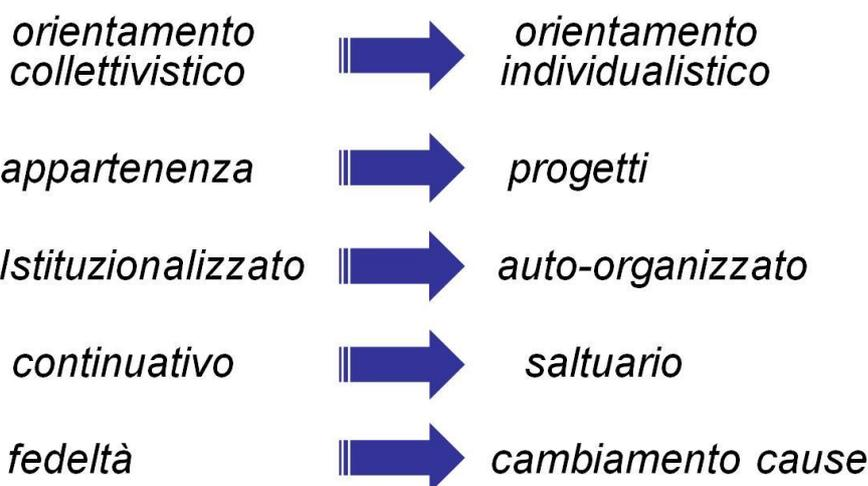 orientamento
collettivistico
orientamento
individualistico
appartenenza
progetti
Istituzionalizzato
auto-organizzato
continuativo
saltuario
fedeltà
cambiamento cause